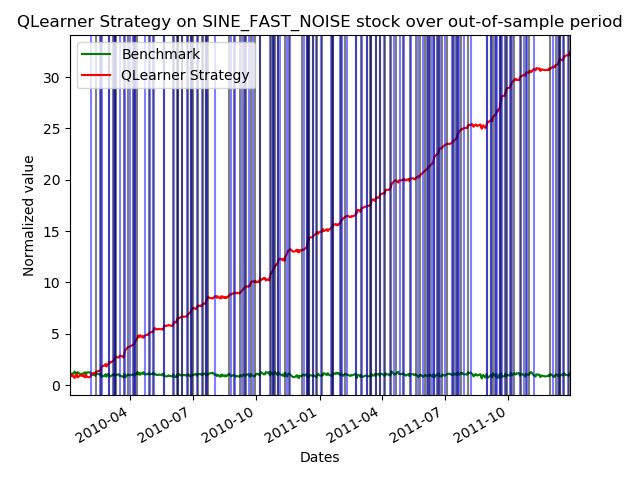 QLearner Strategy on SINE_FAST_NOISE stock over out-of-sample period
Benchmark
QLearner Strategy
Normalized value
30
25
20
15
10
5
0
2010-04
2010-07
2010-10
2011-01
2011-04
2011-07
2011-10
Dates